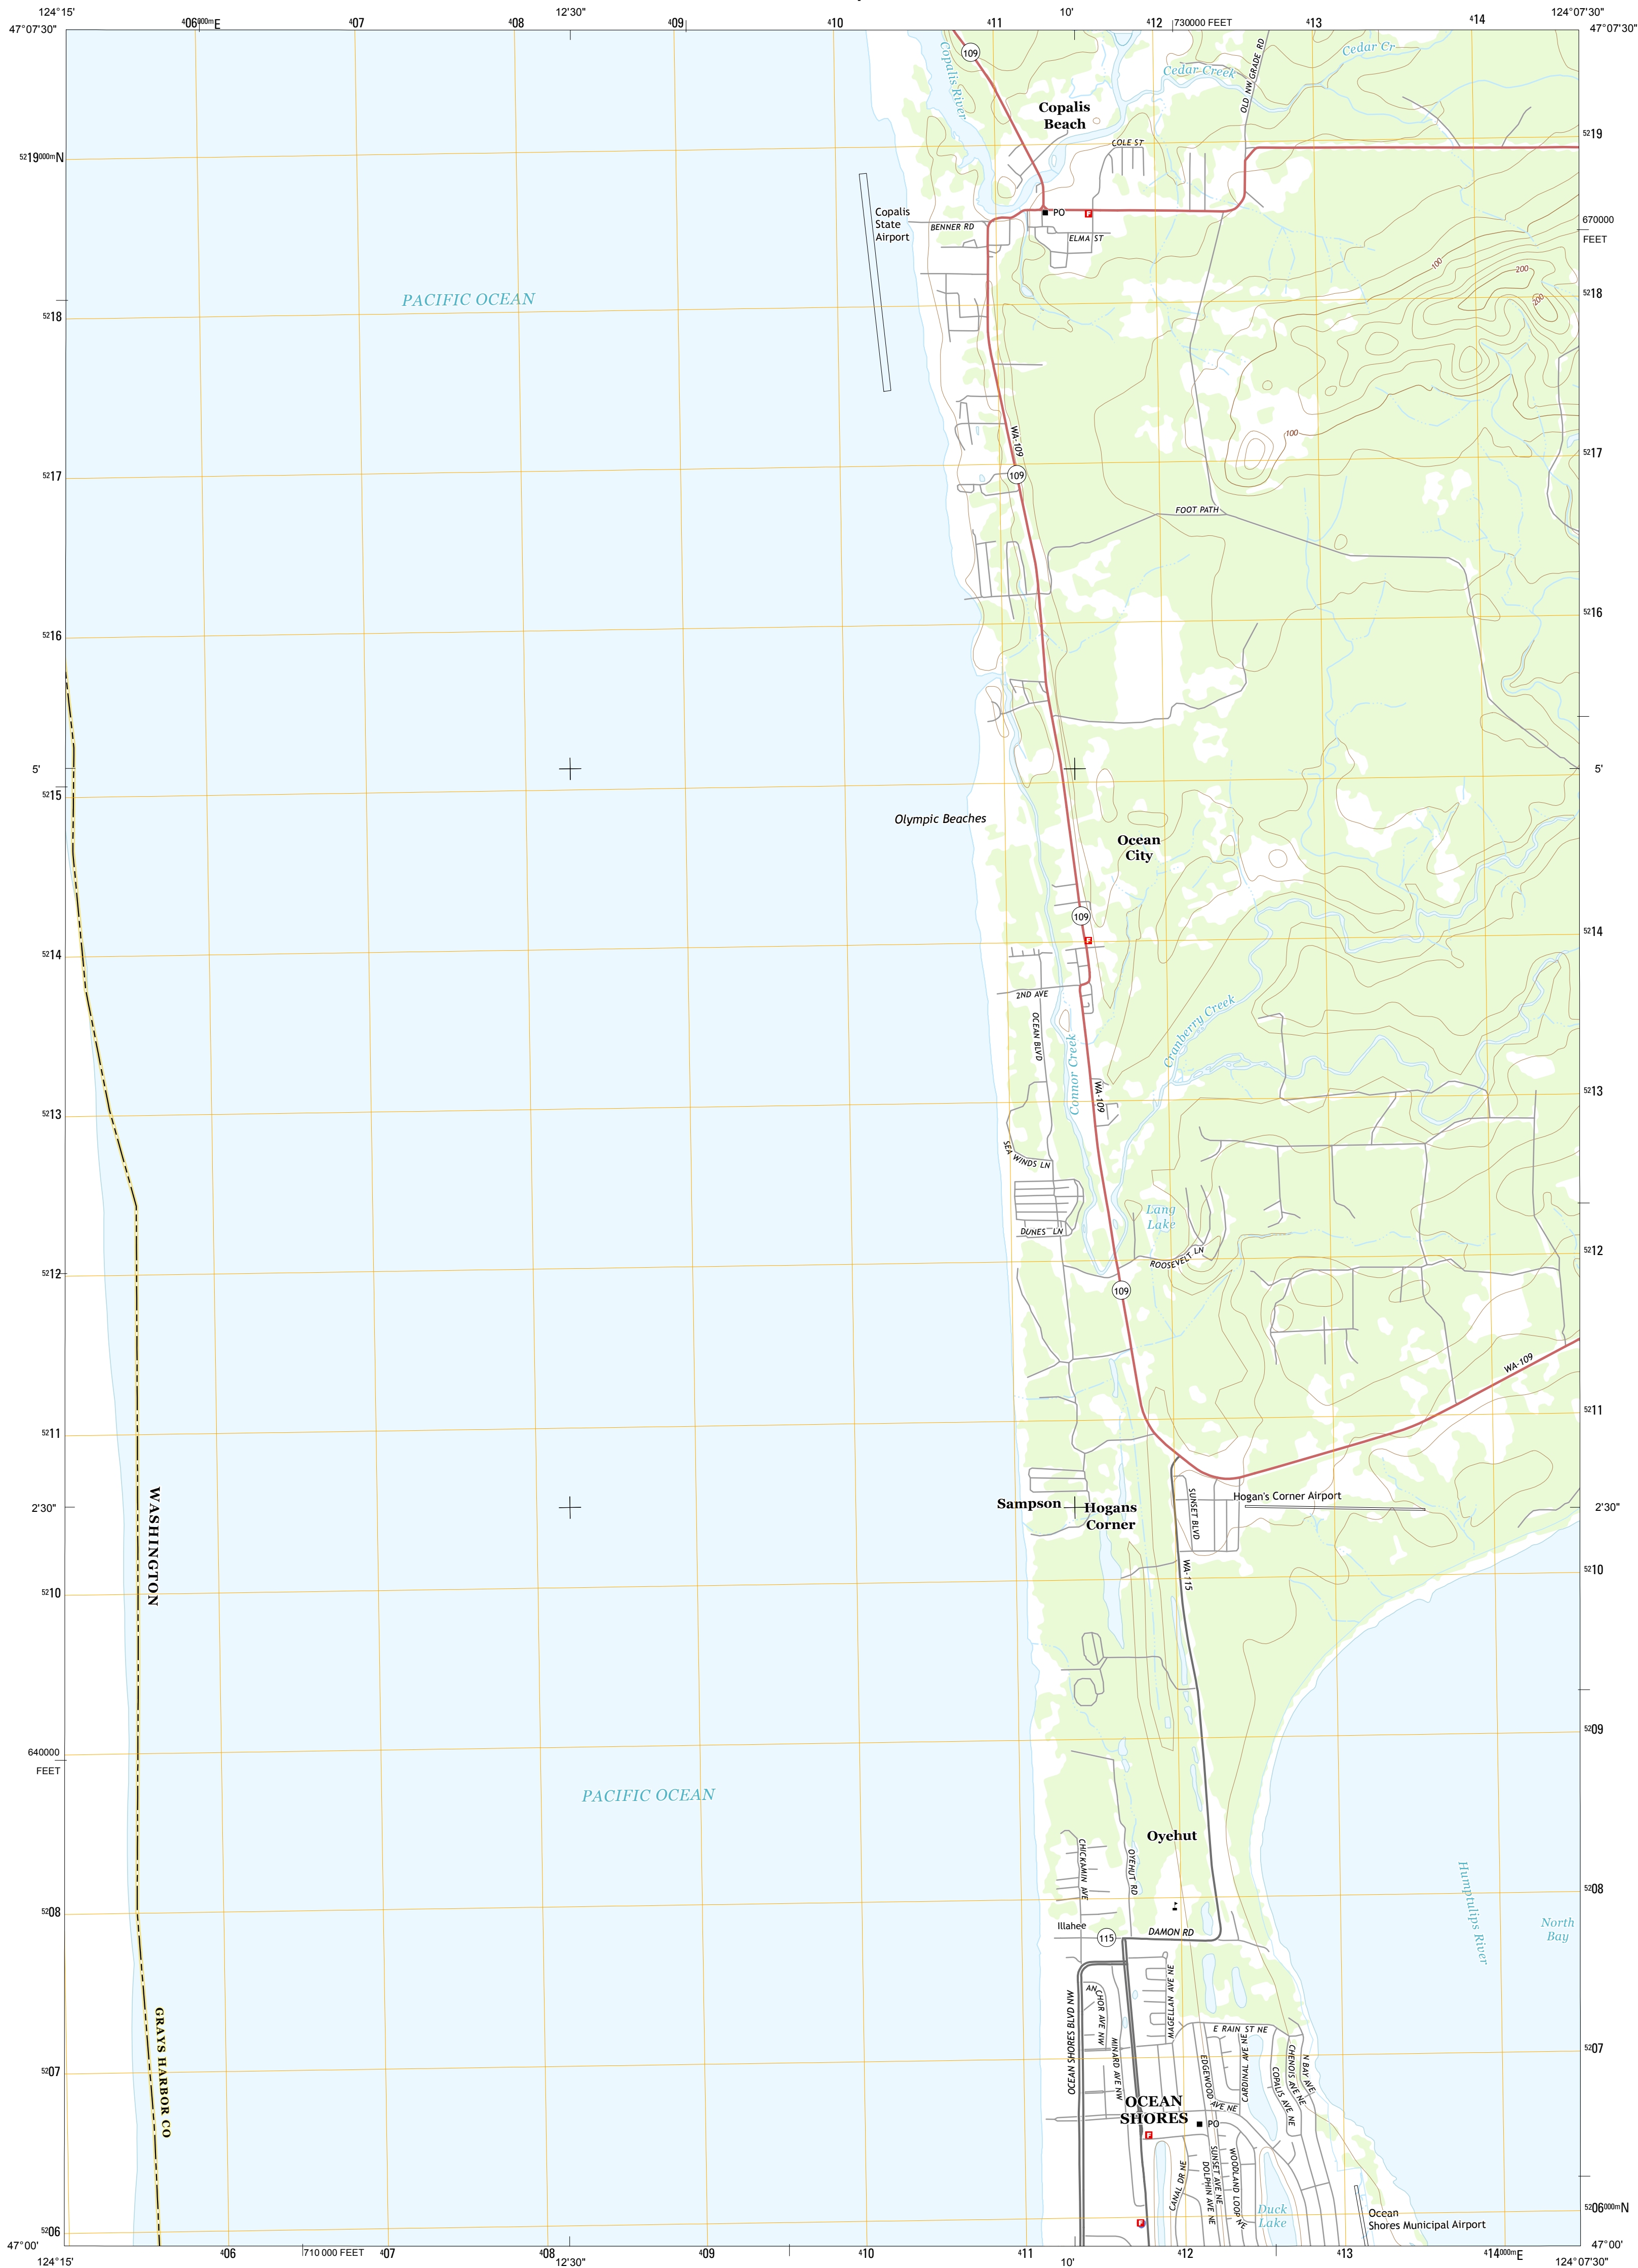 124°15'
406000mE
407
408
12'30"
409
410
411
10'
412
730000 FEET
413
414
124°07'30"
47°07'30"
47°07'30"
109
Copalis River
Cedar Creek
Cedar Cr
OLD NW GRADE RD
Copalis
Beach
COLE ST
5219000mN
5219
PO
F
Copalis
State
Airport
BENNER RD
ELMA ST
670000
FEET
100
200
200
PACIFIC OCEAN
5218
5218
WA-109
100
109
5217
5217
FOOT PATH
5216
5216
5'
5'
5215
5215
Olympic Beaches
Ocean
City
109
F
5214
5214
2ND AVE
OCEAN BLVD
Connor Creek
Cranberry Creek
WA-109
5213
5213
SEA WINDS LN
Lang
Lake
DUNES LN
ROOSEVELT LN
5212
5212
109
WA-109
5211
5211
Sampson
Hogans
Corner
SUNSET BLVD
Hogan's Corner Airport
2'30"
2'30"
WASHINGTON
WA-115
5210
5210
5209
640000
FEET
PACIFIC OCEAN
Oyehut
CHICKAMIN AVE
OYEHUT RD
Humptulips River
North
Bay
5208
5208
Illahee
115
DAMON RD
OCEAN SHORES BLVD NW
ANCHOR AVE NW
MINARD AVE NW
MAGELLAN AVE NE
E RAIN ST NE
EDGEWOOD AVE NE
CARDINAL AVE NE
COPALIS AVE NE
CHENOIS AVE NE
N BAY AVE
GRAYS HARBOR CO
5207
5207
OCEAN
SHORES
PO
F
CANAL DR NE
DOLPHIN AVE NE
SUNSET AVE NE
WOODLAND LOOP NE
Duck
Lake
F
Ocean
Shores Municipal Airport
5206
5206000mN
47°00'
47°00'
124°15'
406
710 000 FEET
407
408
12'30"
409
411
10'
412
413
414000mE
124°07'30"